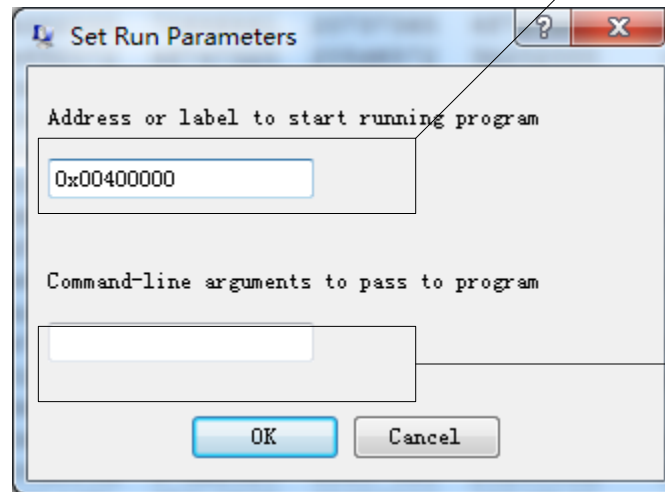 Set Run Parameters
Address or label to start running program
0x00400000
Command-line arguments to pass to program
OK
Cancel